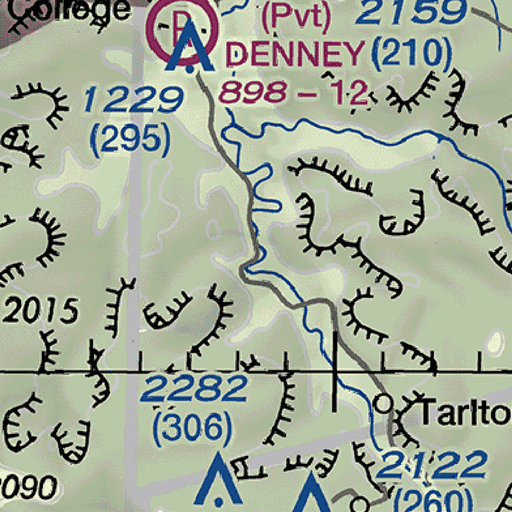 College
(Pvt)
2159
DENNEY (210)
R
1229
898 – 12
(295)
2015
2282
(306)
Tarlto
2122
2090
(260)